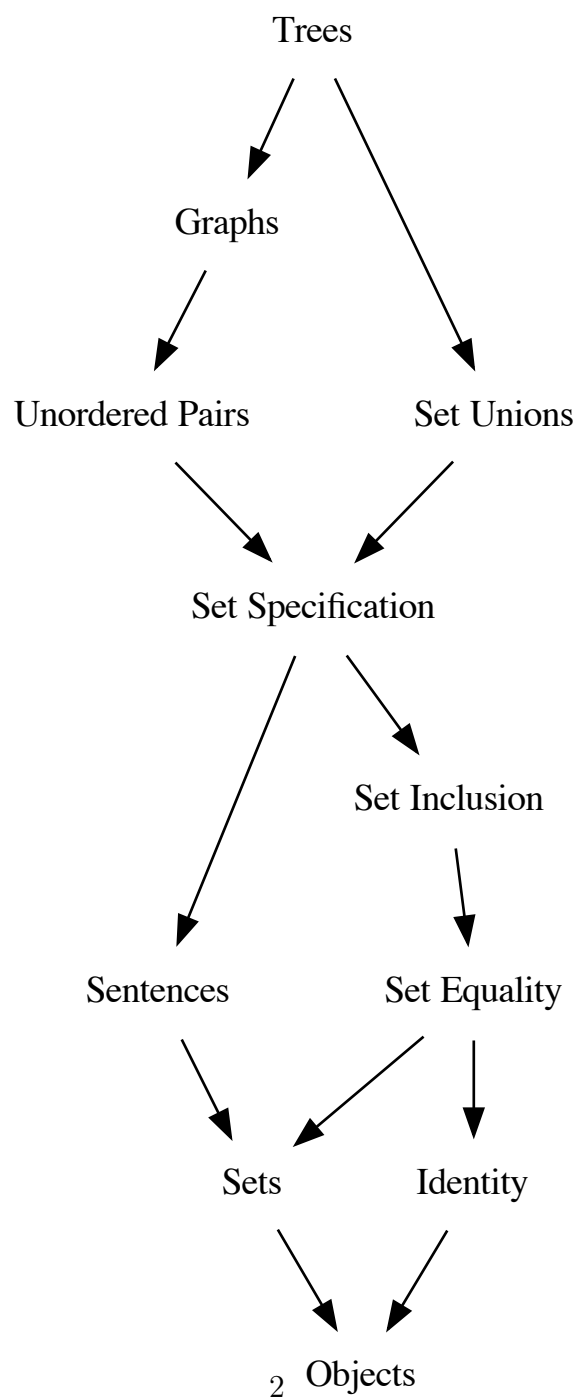 Trees
Graphs
Unordered Pairs
Set Unions
Set Specification
Set Inclusion
Sentences
Set Equality
Sets
Identity
Objects
2